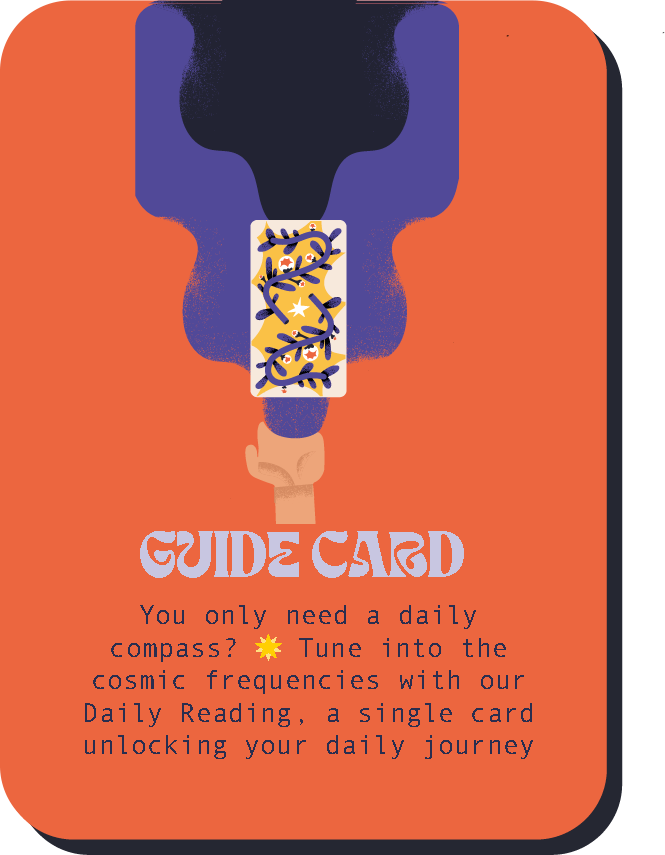 GUIDE CARD
You only need a daily
compass? ☀️ Tune into the
cosmic frequencies with our
Daily Reading, a single card
unlocking your daily journey